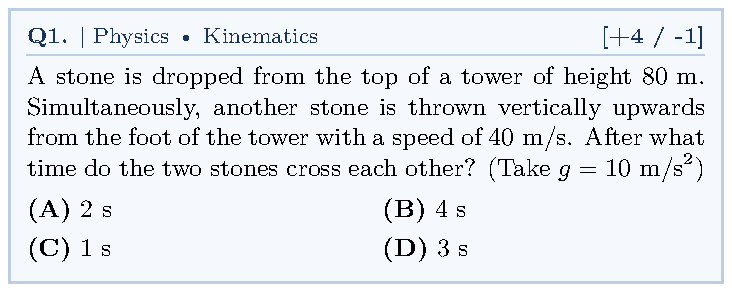 Q1. | Physics • Kinematics [+4 / -1]
A stone is dropped from the top of a tower of height 80 m.
Simultaneously, another stone is thrown vertically upwards
from the foot of the tower with a speed of 40 m/s. After what
time do the two stones cross each other? (Take g = 10 m/s²)
(A) 2 s (B) 4 s
(C) 1 s (D) 3 s